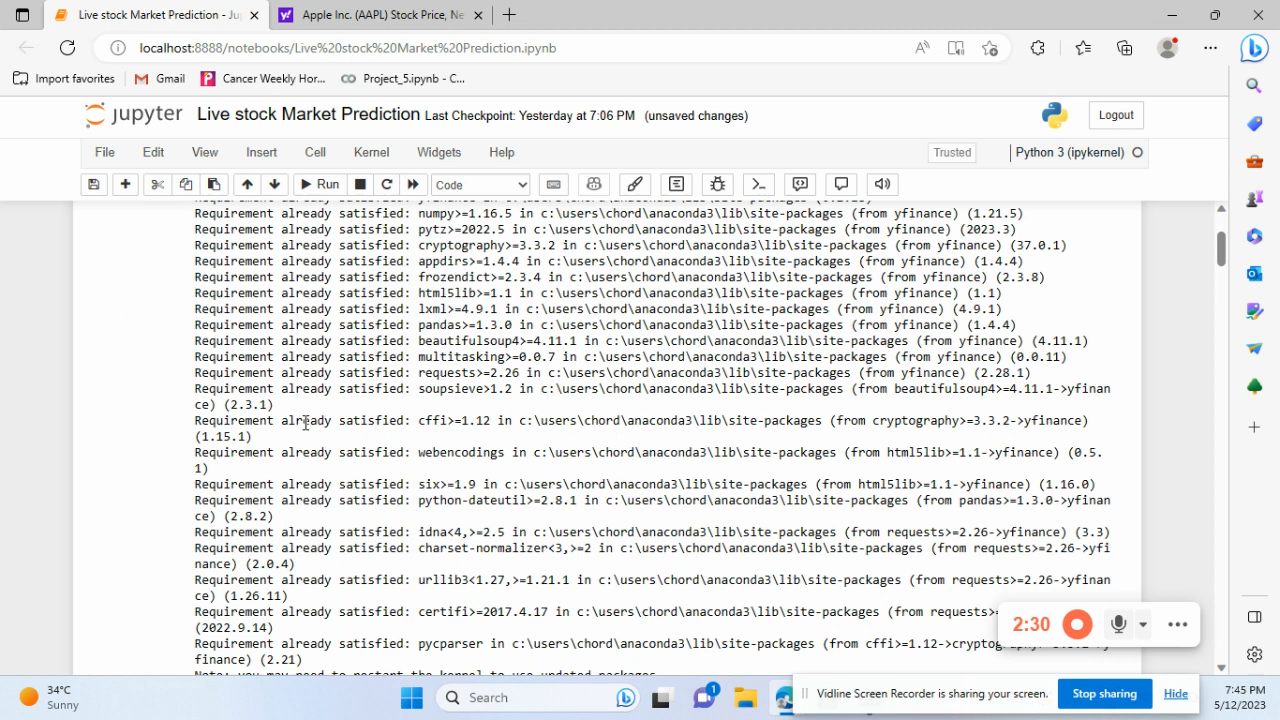 Live stock Market Prediction - Ju
Apple Inc. (AAPL) Stock Price, Ne
localhost:8888/notebooks/Live%20stock%20Market%20Prediction.ipynb
Import favorites
Gmail
Cancer Weekly Hor...
Project_5.ipynb - C...
jupyter Live stock Market Prediction Last Checkpoint: Yesterday at 7:06 PM (unsaved changes)
Logout
File Edit View Insert Cell Kernel Widgets Help
Trusted
Python 3 (ipykernel)
Run
Code
Requirement already satisfied: numpy>=1.16.5 in c:\users\chord\anaconda3\lib\site-packages (from yfinance) (1.21.5)
Requirement already satisfied: pytz>=2022.5 in c:\users\chord\anaconda3\lib\site-packages (from yfinance) (2023.3)
Requirement already satisfied: cryptography>=3.3.2 in c:\users\chord\anaconda3\lib\site-packages (from yfinance) (37.0.1)
Requirement already satisfied: appdirs>=1.4.4 in c:\users\chord\anaconda3\lib\site-packages (from yfinance) (1.4.4)
Requirement already satisfied: frozendict>=2.3.4 in c:\users\chord\anaconda3\lib\site-packages (from yfinance) (2.3.8)
Requirement already satisfied: html5lib>=1.1 in c:\users\chord\anaconda3\lib\site-packages (from yfinance) (1.1)
Requirement already satisfied: lxml>=4.9.1 in c:\users\chord\anaconda3\lib\site-packages (from yfinance) (4.9.1)
Requirement already satisfied: pandas>=1.3.0 in c:\users\chord\anaconda3\lib\site-packages (from yfinance) (1.4.4)
Requirement already satisfied: beautifulsoup4>=4.11.1 in c:\users\chord\anaconda3\lib\site-packages (from yfinance) (4.11.1)
Requirement already satisfied: multitasking>=0.0.7 in c:\users\chord\anaconda3\lib\site-packages (from yfinance) (0.0.11)
Requirement already satisfied: requests>=2.26 in c:\users\chord\anaconda3\lib\site-packages (from yfinance) (2.28.1)
Requirement already satisfied: soupsieve>1.2 in c:\users\chord\anaconda3\lib\site-packages (from beautifulsoup4>=4.11.1->yfinan
ce) (2.3.1)
Requirement already satisfied: cffi>=1.12 in c:\users\chord\anaconda3\lib\site-packages (from cryptography>=3.3.2->yfinance)
(1.15.1)
Requirement already satisfied: webencodings in c:\users\chord\anaconda3\lib\site-packages (from html5lib>=1.1->yfinance) (0.5.
1)
Requirement already satisfied: six>=1.9 in c:\users\chord\anaconda3\lib\site-packages (from html5lib>=1.1->yfinance) (1.16.0)
Requirement already satisfied: python-dateutil>=2.8.1 in c:\users\chord\anaconda3\lib\site-packages (from pandas>=1.3.0->yfinan
ce) (2.8.2)
Requirement already satisfied: idna<4,>=2.5 in c:\users\chord\anaconda3\lib\site-packages (from requests>=2.26->yfinance) (3.3)
Requirement already satisfied: charset-normalizer<3,>=2 in c:\users\chord\anaconda3\lib\site-packages (from requests>=2.26->yfi
nance) (2.0.4)
Requirement already satisfied: urllib3<1.27,>=1.21.1 in c:\users\chord\anaconda3\lib\site-packages (from requests>=2.26->yfinan
ce) (1.26.11)
Requirement already satisfied: certifi>=2017.4.17 in c:\users\chord\anaconda3\lib\site-packages (from requests>=
(2022.9.14)
Requirement already satisfied: pycparser in c:\users\chord\anaconda3\lib\site-packages (from cffi>=1.12->
finance) (2.21)
Note: you may need to restart the kernel to use updated packages.
2:30
34°C
Sunny
Search
1
Vidline Screen Recorder is sharing your screen.
Stop sharing
Hide
7:45 PM
5/12/2023